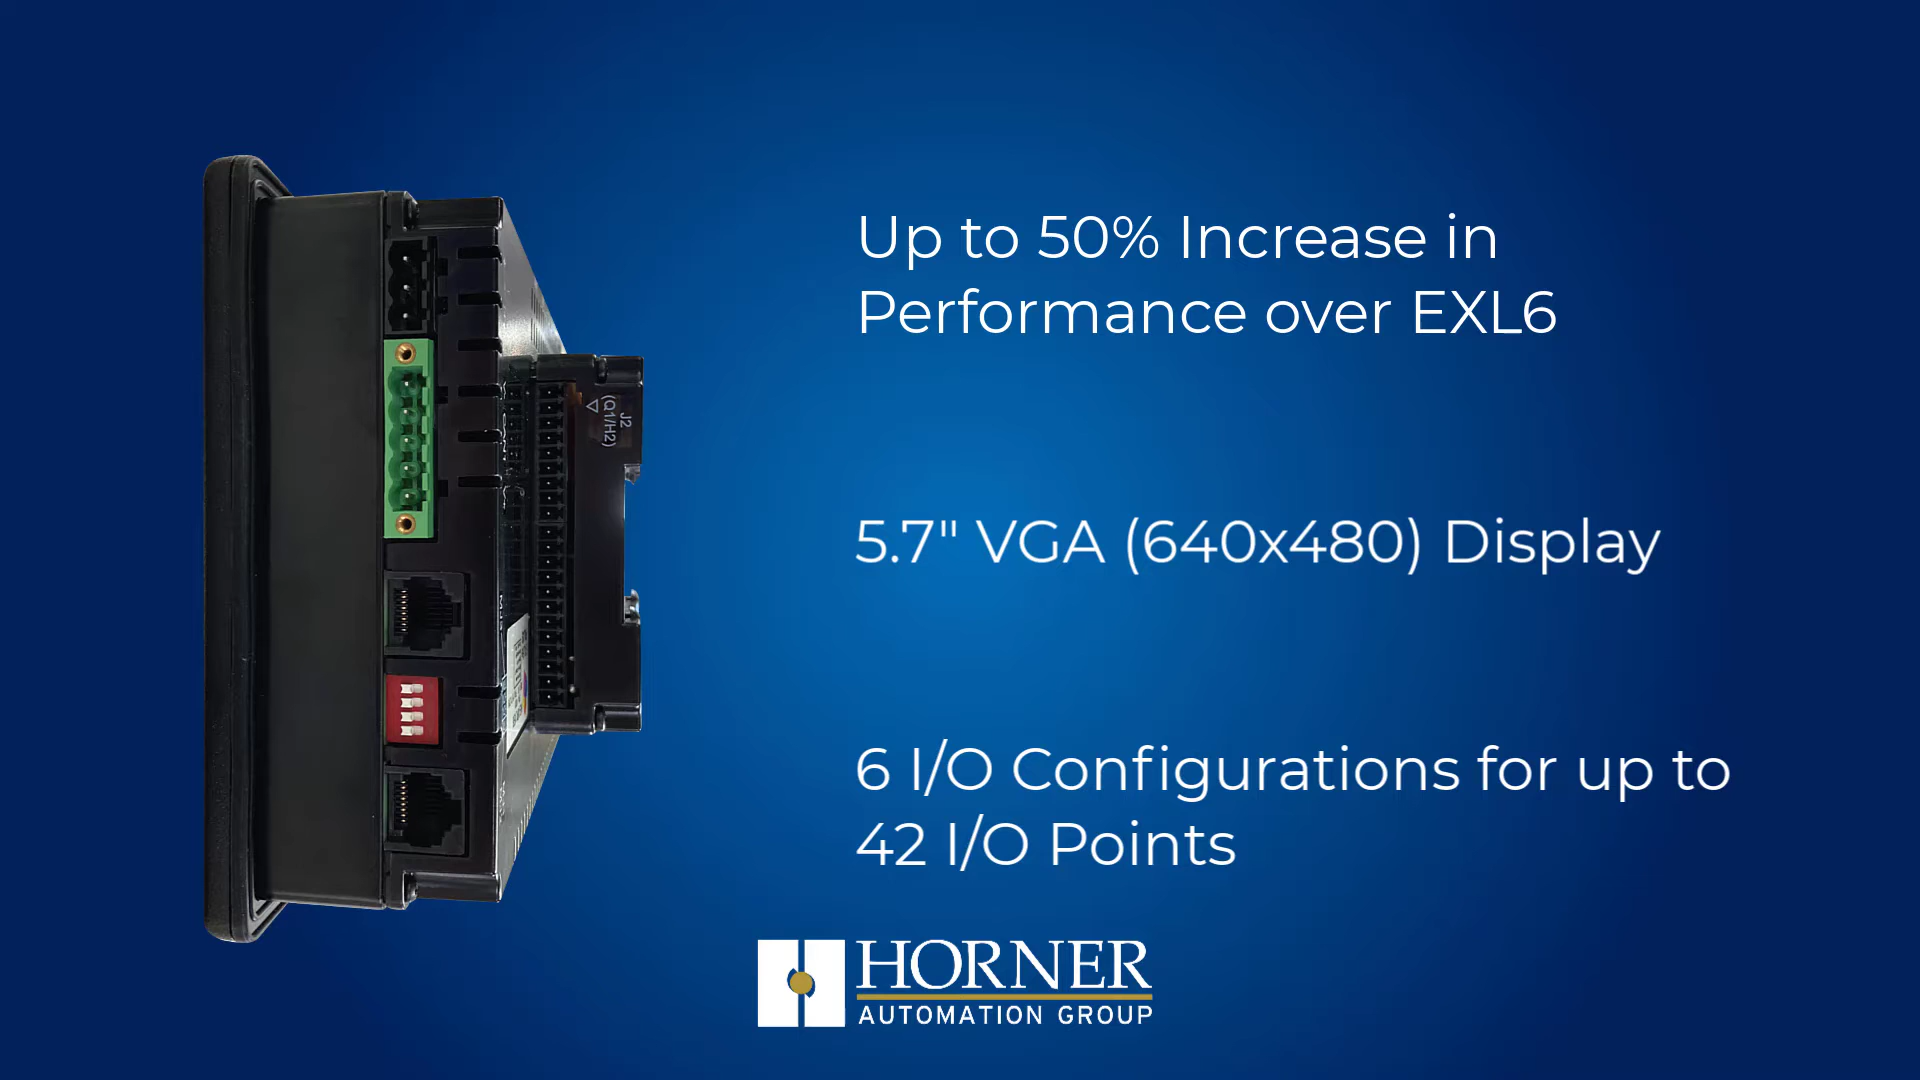 Up to 50% Increase in
Performance over EXL6
J2
(Q1/H2)
5.7" VGA (640x480) Display
6 I/O Configurations for up to
42 I/O Points
HORNER
AUTOMATION GROUP